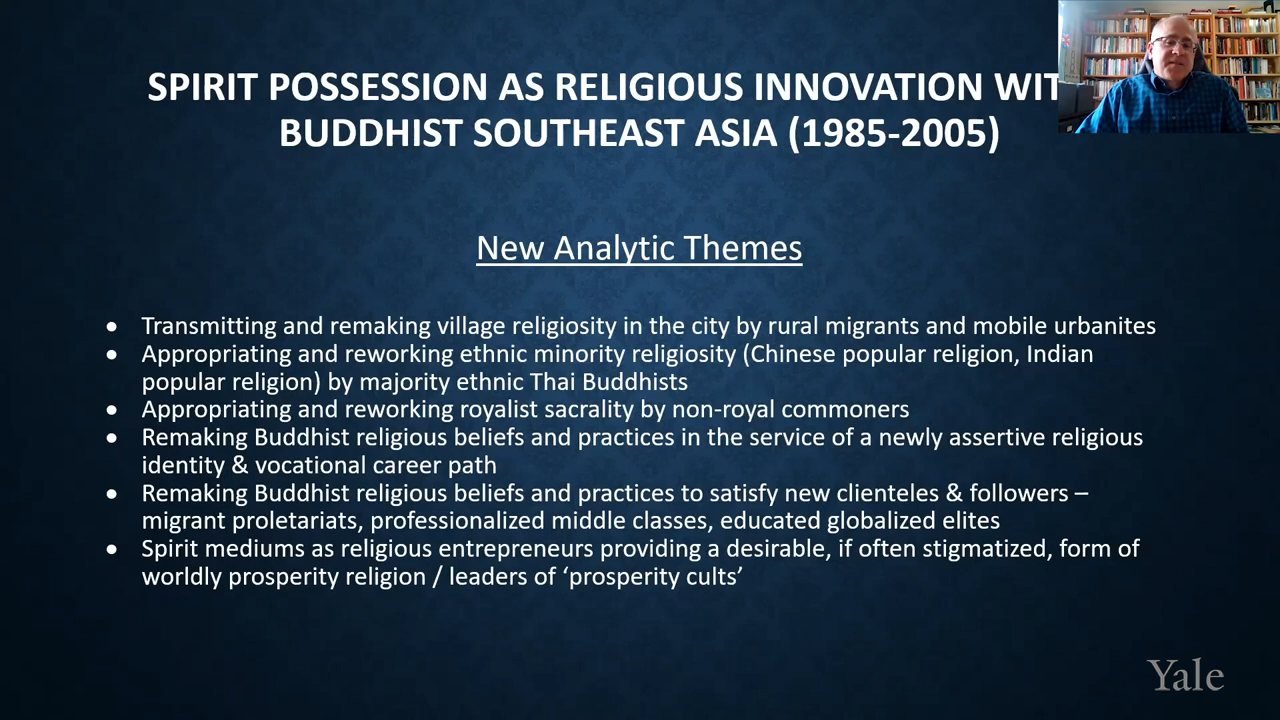 SPIRIT POSSESSION AS RELIGIOUS INNOVATION WIT
BUDDHIST SOUTHEAST ASIA (1985-2005)
New Analytic Themes
• Transmitting and remaking village religiosity in the city by rural migrants and mobile urbanites
• Appropriating and reworking ethnic minority religiosity (Chinese popular religion, Indian
popular religion) by majority ethnic Thai Buddhists
• Appropriating and reworking royalist sacrality by non-royal commoners
• Remaking Buddhist religious beliefs and practices in the service of a newly assertive religious
identity & vocational career path
• Remaking Buddhist religious beliefs and practices to satisfy new clienteles & followers –
migrant proletariats, professionalized middle classes, educated globalized elites
• Spirit mediums as religious entrepreneurs providing a desirable, if often stigmatized, form of
worldly prosperity religion / leaders of ‘prosperity cults’
Yale